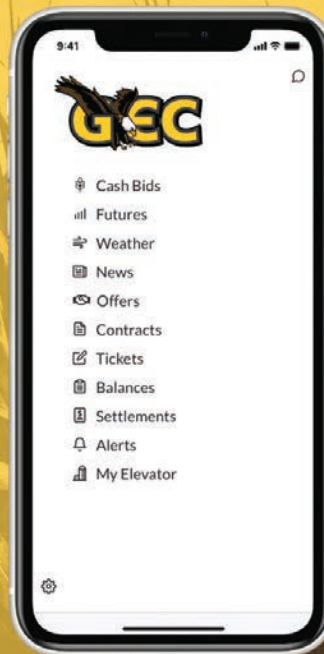 9:41
GEC
Cash Bids
Futures
Weather
News
Offers
Contracts
Tickets
Balances
Settlements
Alerts
My Elevator